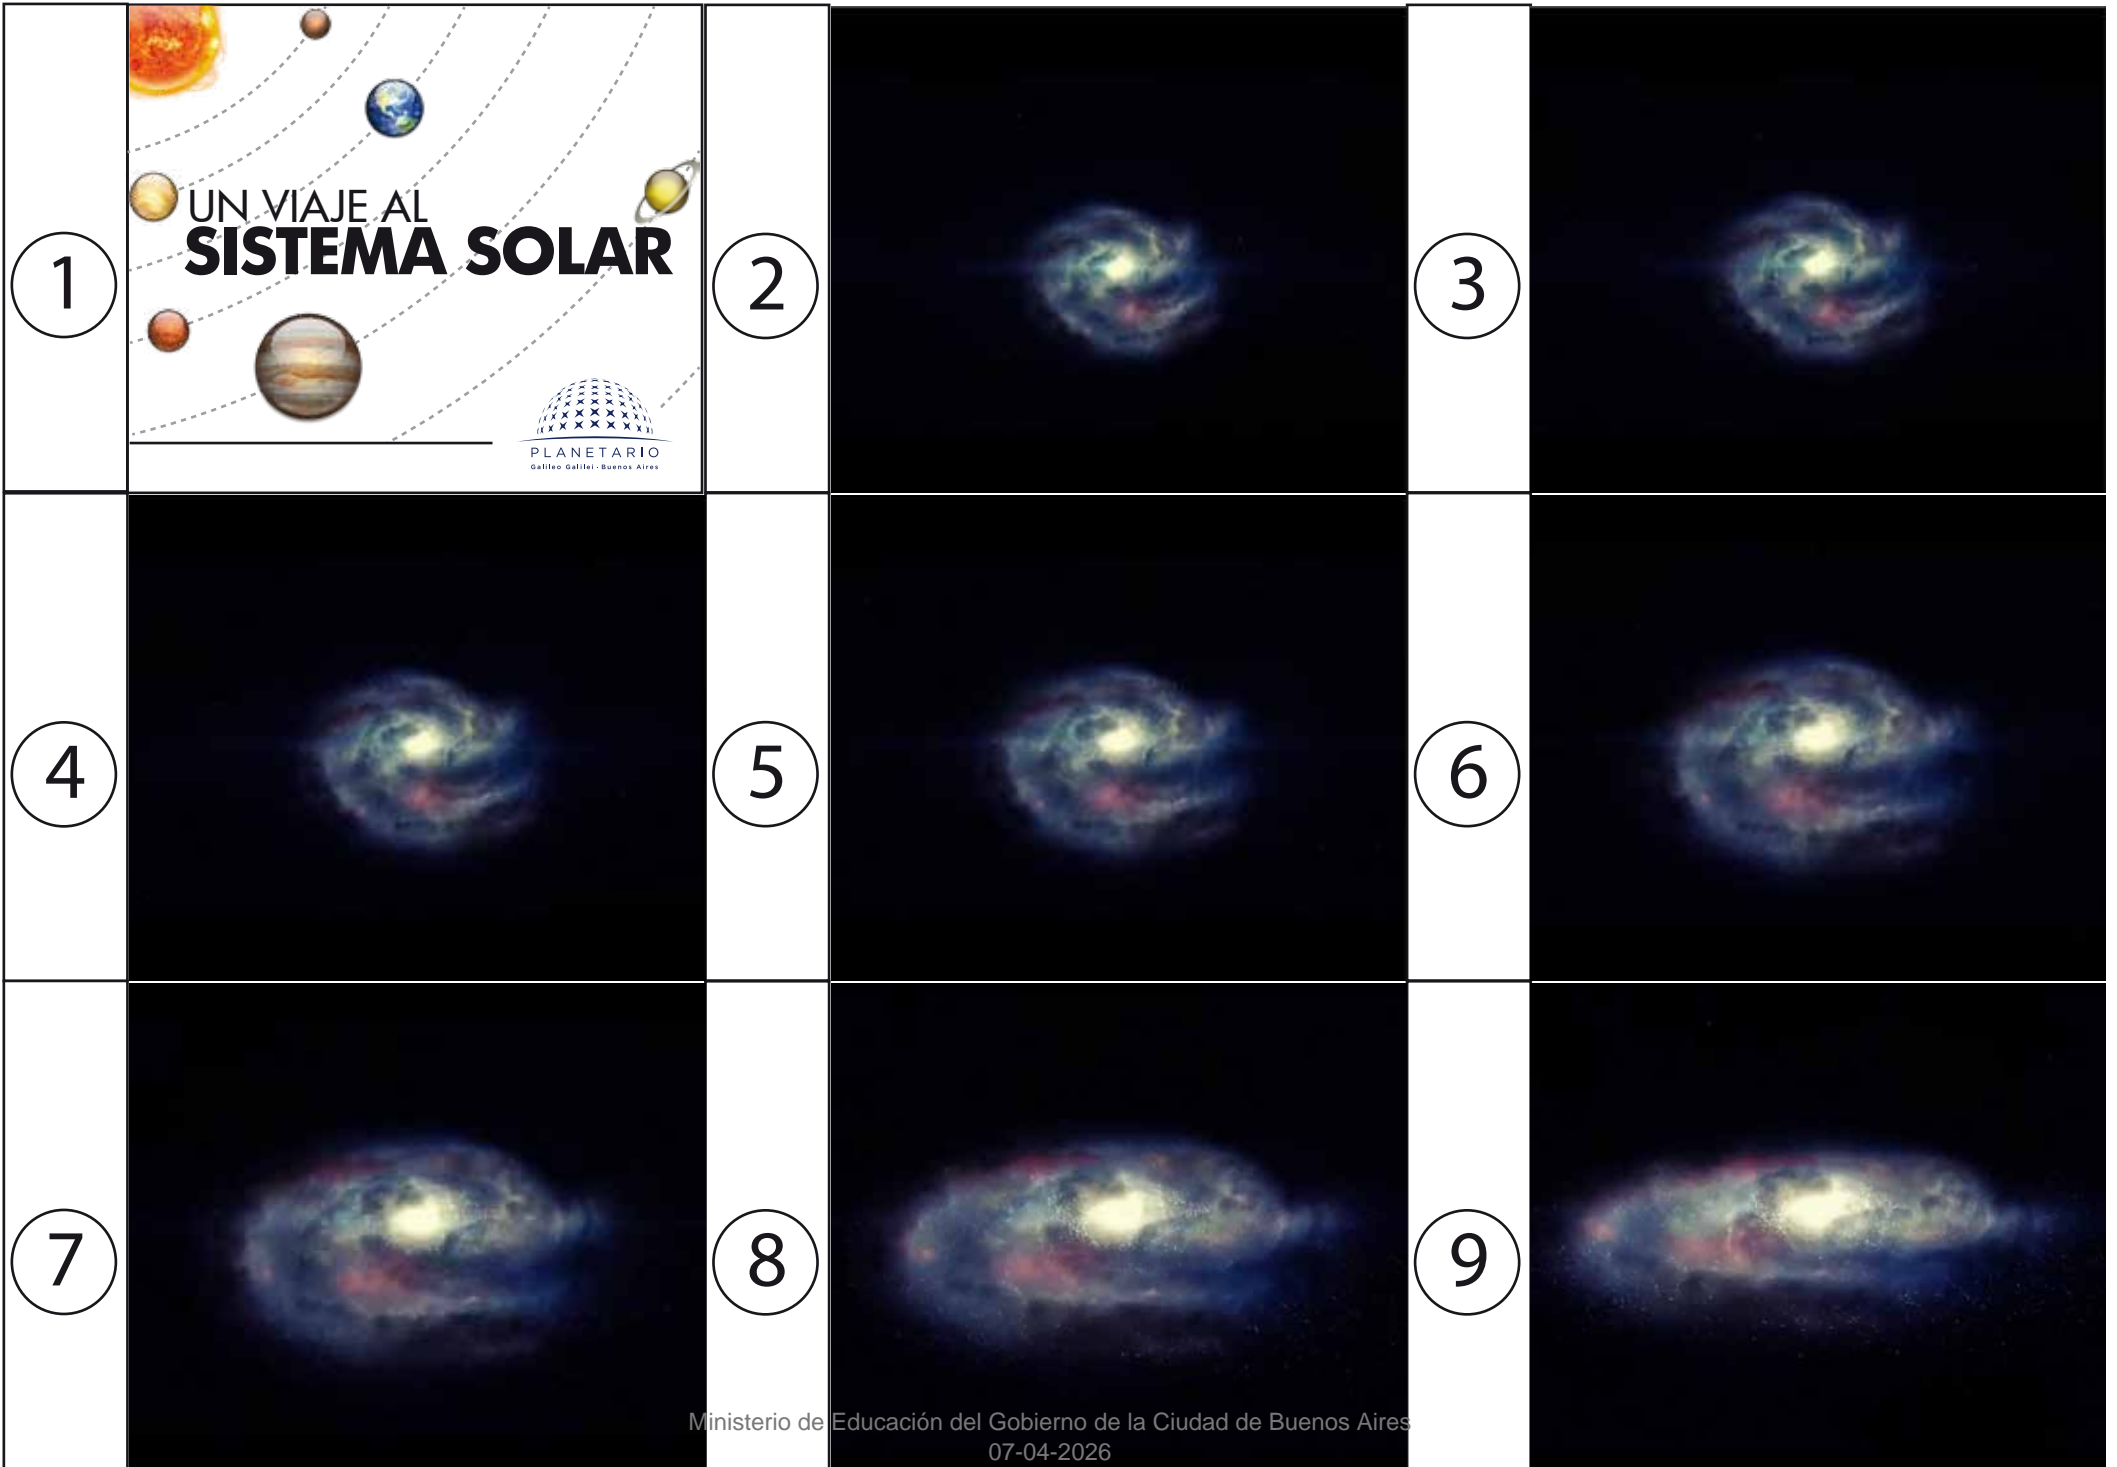 1
UN VIAJE AL
SISTEMA SOLAR
PLANETARIO
Galileo Galilei · Buenos Aires
2
3
4
5
6
7
8
9
Ministerio de Educación del Gobierno de la Ciudad de Buenos Aires
07-04-2026